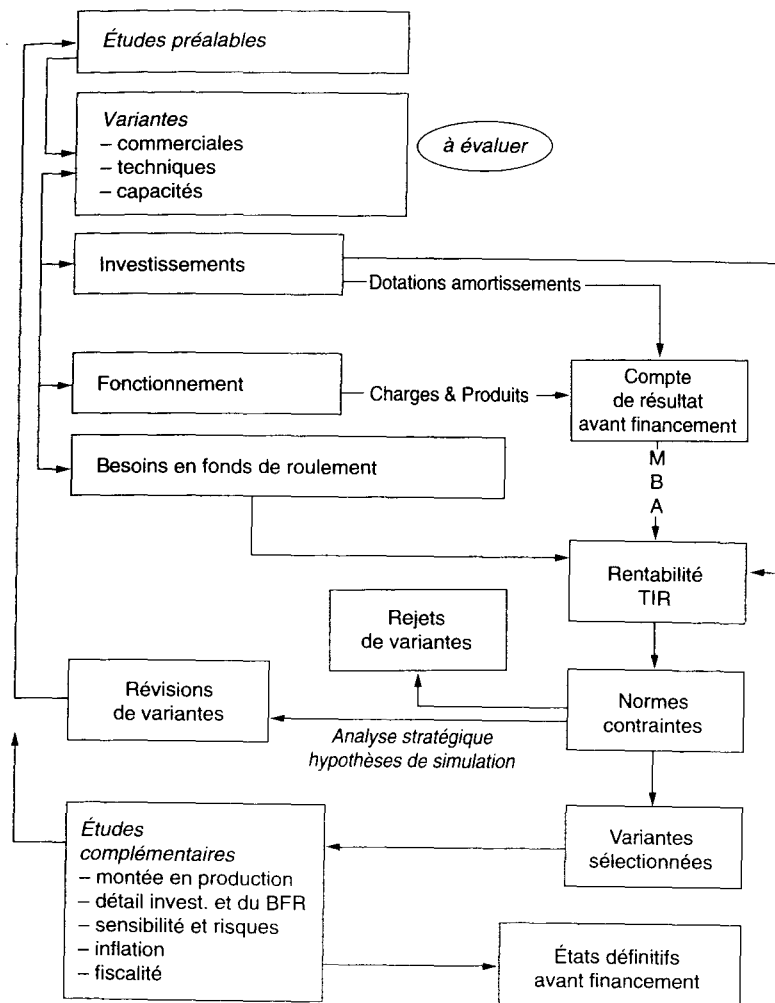 Études préalables
Variantes
– commerciales
– techniques
– capacités
à évaluer
Investissements
Dotations amortissements
Fonctionnement
Charges & Produits
Compte
de résultat
avant financement
Besoins en fonds de roulement
M
B
A
Rentabilité
TIR
Rejets
de variantes
Révisions
de variantes
Normes
contraintes
Analyse stratégique
hypothèses de simulation
Études
complémentaires
– montée en production
– détail invest. et du BFR
– sensibilité et risques
– inflation
– fiscalité
Variantes
sélectionnées
États définitifs
avant financement